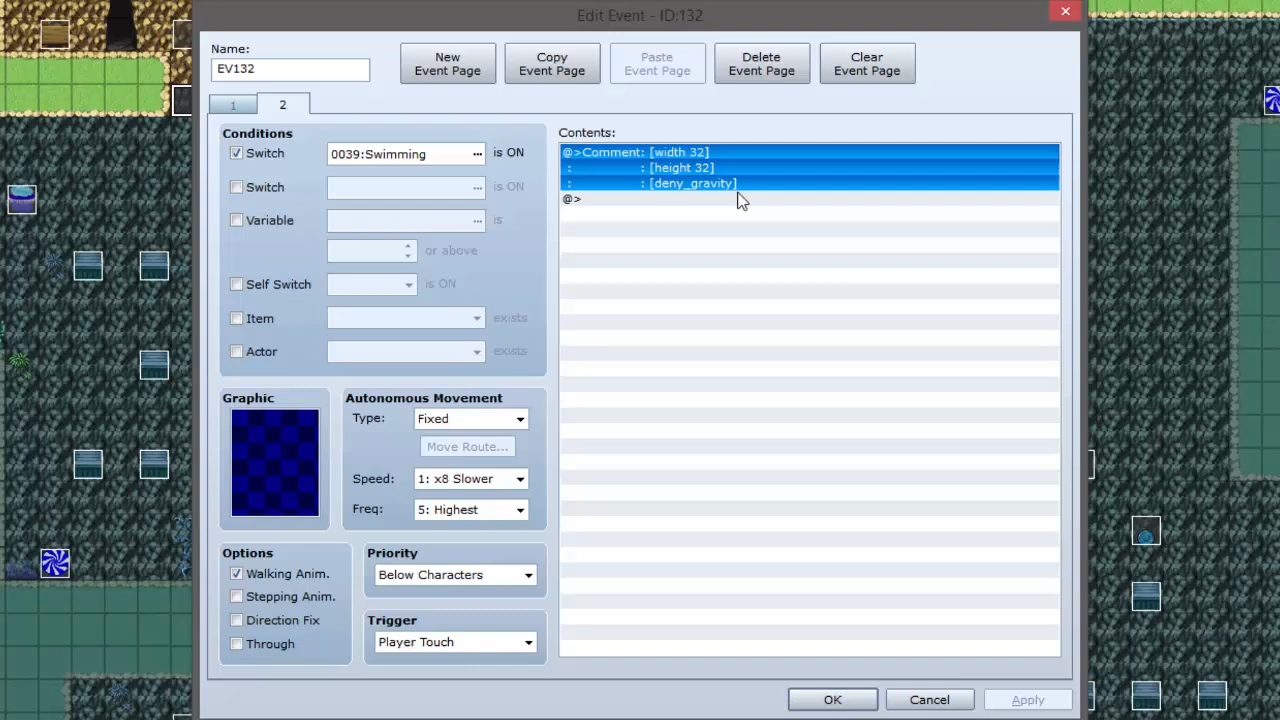 Edit Event - ID:132
Name:
EV132
New
Event Page
Copy
Event Page
Paste
Event Page
Delete
Event Page
Clear
Event Page
1
2
Conditions
Switch
0039:Swimming
...
is ON
Switch
...
is ON
Variable
...
is
or above
Self Switch
is ON
Item
exists
Actor
exists
Graphic
Autonomous Movement
Type:
Fixed
Move Route...
Speed:
1: x8 Slower
Freq:
5: Highest
Options
Walking Anim.
Stepping Anim.
Direction Fix
Through
Priority
Below Characters
Trigger
Player Touch
Contents:
@>Comment: [width 32]
: : [height 32]
: : [deny_gravity]
@>
OK
Cancel
Apply